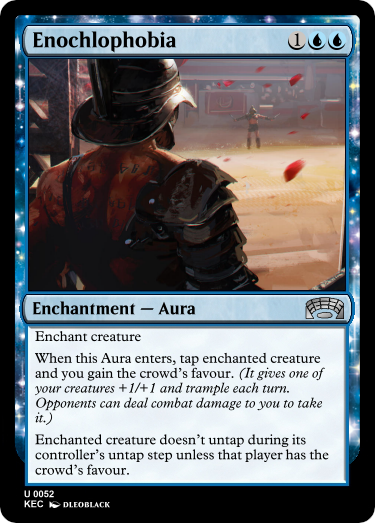 Enochlophobia 1
Enchantment — Aura
Enchant creature
When this Aura enters, tap enchanted creature
and you gain the crowd's favour. (It gives one of
your creatures +1/+1 and trample each turn.
Opponents can deal combat damage to you to take
it.)
Enchanted creature doesn't untap during its
controller's untap step unless that player has the
crowd's favour.
U 0052
KEC DLEOBLACK